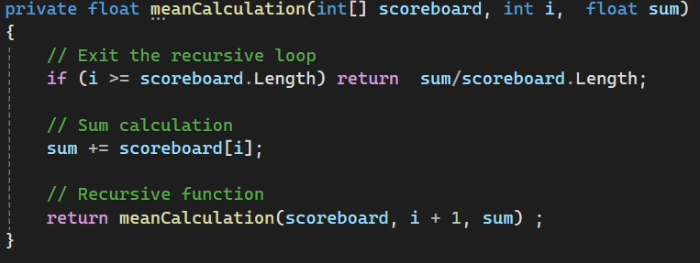 private float meanCalculation(int[] scoreboard, int i,  float sum)
{
    // Exit the recursive loop
    if (i >= scoreboard.Length) return  sum/scoreboard.Length;

    // Sum calculation
    sum += scoreboard[i];

    // Recursive function
    return meanCalculation(scoreboard, i + 1, sum) ;
}